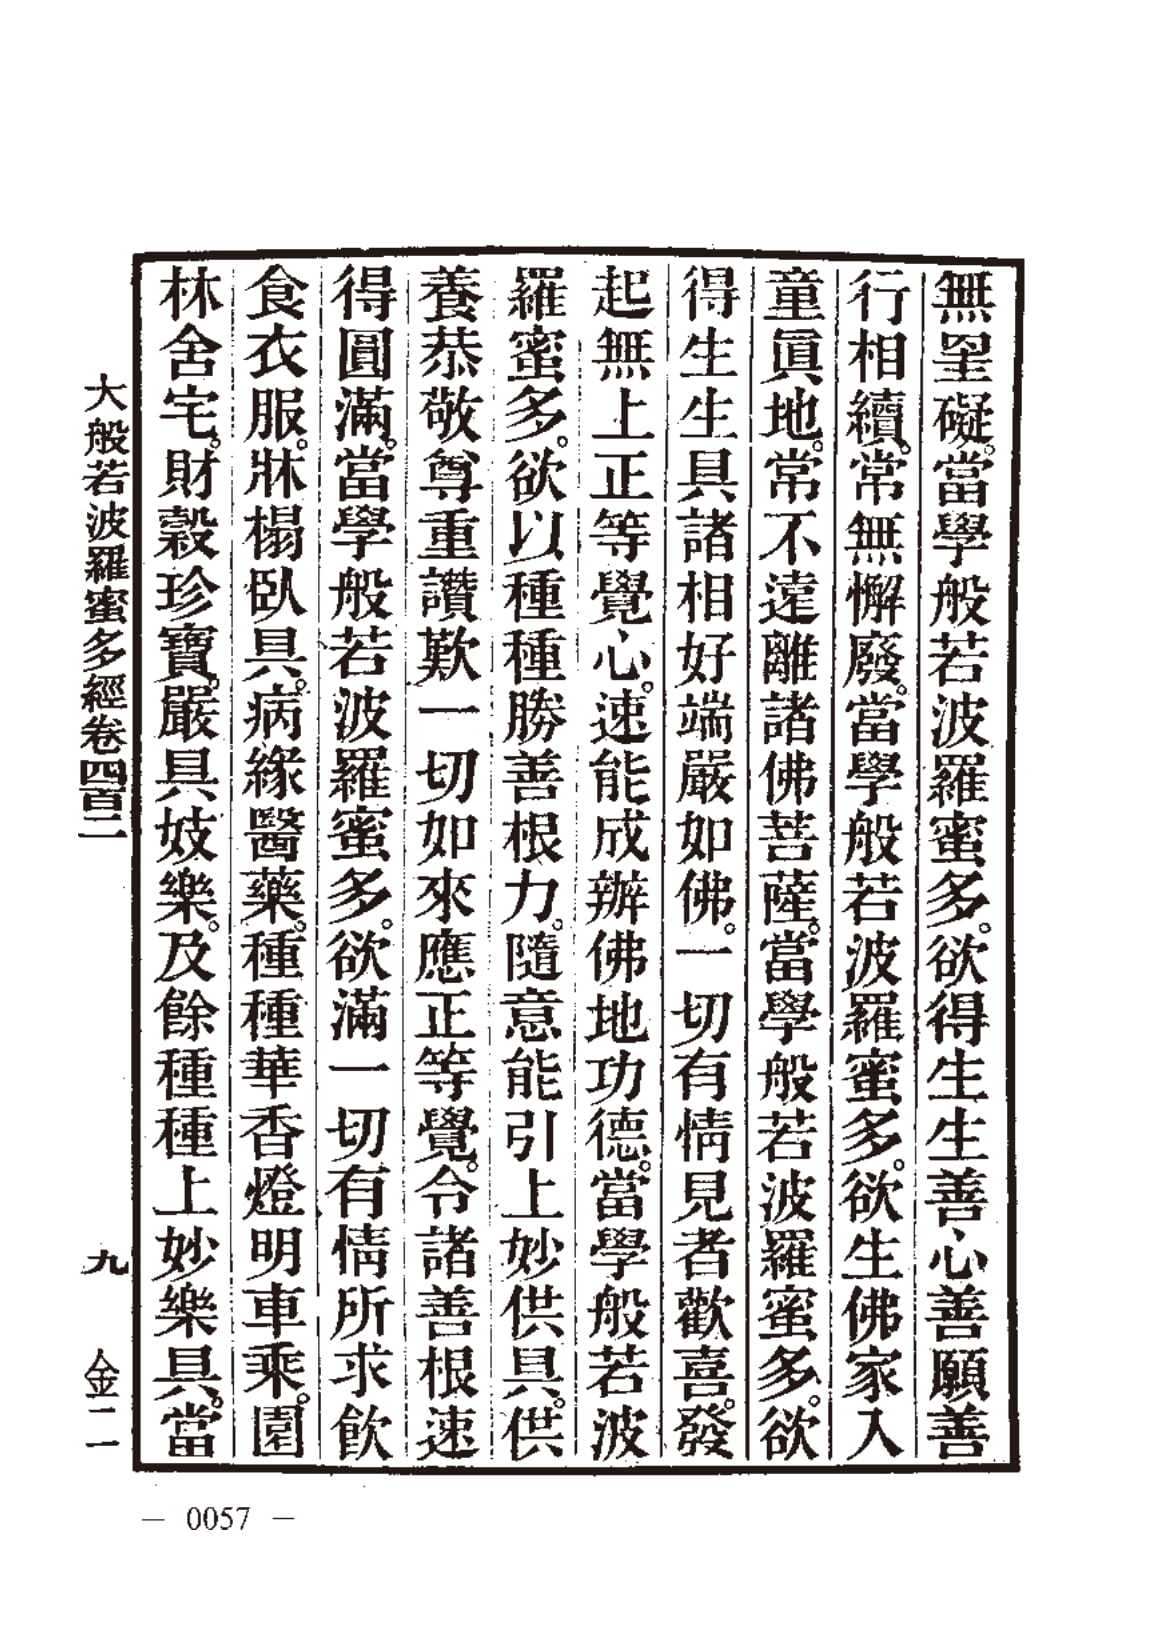 無罣礙。當學般若波羅蜜多。欲得生生善心善願善
行相續。常無懈廢。當學般若波羅蜜多。欲生佛家入
童眞地。常不遠離諸佛菩薩。當學般若波羅蜜多。欲
得生生具諸相好端嚴如佛。一切有情見者歡喜。發
起無上正等覺心。速能成辦佛地功德。當學般若波
羅蜜多。欲以種種勝善根力。隨意能引上妙供具。供
養恭敬尊重讚歎一切如來應正等覺。令諸善根速
得圓滿。當學般若波羅蜜多。欲滿一切有情所求飲
食衣服。牀榻臥具。病緣醫藥。種種華香燈明車乘。園
林舍宅。財穀珍寶。嚴具妓樂。及餘種種上妙樂具。當
大般若波羅蜜多經卷四百二 九 金二一
— 0057 —